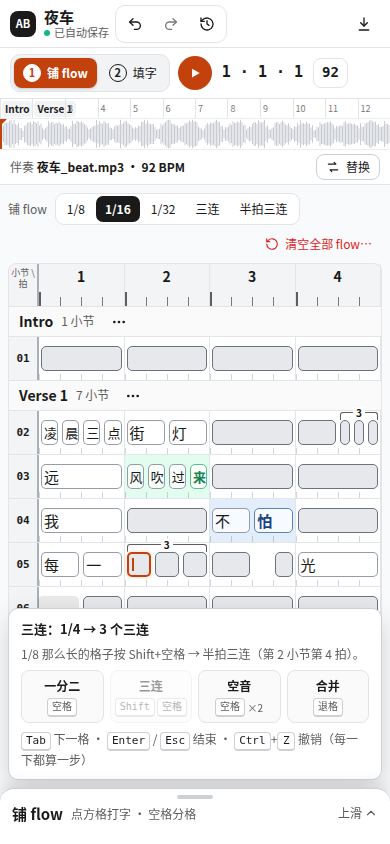 AB 夜车
已自动保存
1 铺 flow 2 填字 1 · 1 · 1 92
Intro Verse 1 4 5 6 7 8 9 10 11 12
伴奏 夜车_beat.mp3 · 92 BPM 替换
铺 flow 1/8 1/16 1/32 三连 半拍三连
清空全部 flow…
小节 \ 拍 1 2 3 4
Intro 1 小节 ···
01
Verse 1 7 小节 ···
3
02 凌 晨 三 点 街 灯
03 远 风 吹 过 来
04 我 不 怕
3
05 每 一 光
三连：1/4 → 3 个三连
1/8 那么长的格子按 Shift+空格 → 半拍三连（第 2 小节第 4 拍）。
一分二 三连 空音 合并
空格 Shift 空格 空格 ×2 退格
Tab 下一格 · Enter / Esc 结束 · Ctrl+Z 撤销（每一
下都算一步）
铺 flow 点方格打字 · 空格分格 上滑